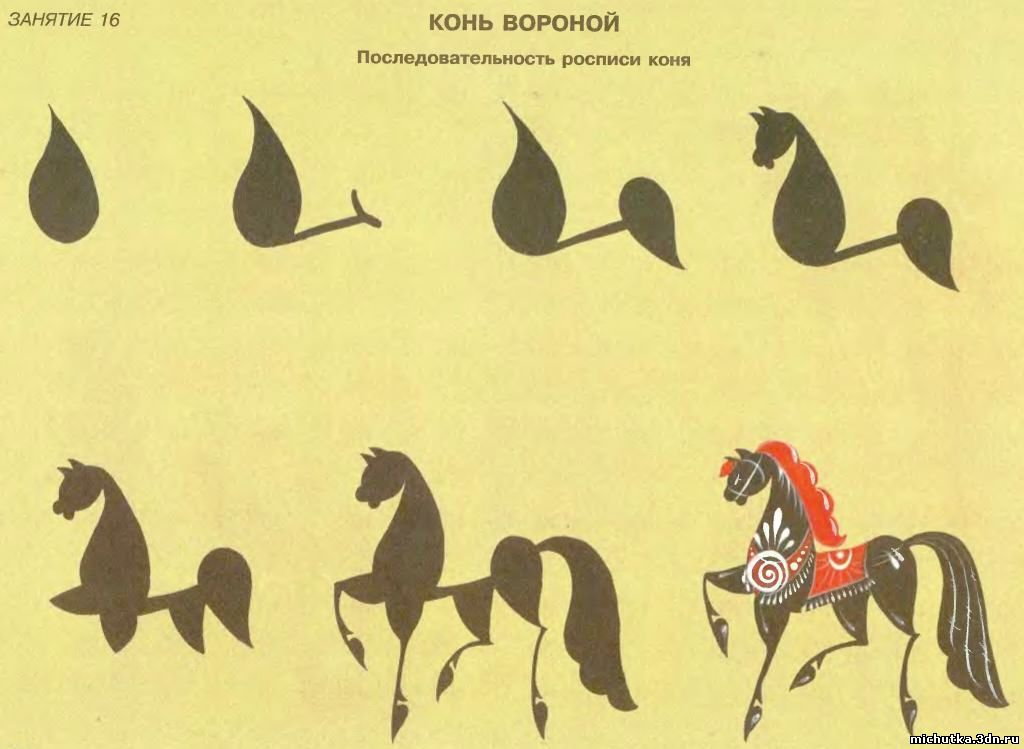 ЗАНЯТИЕ 16
КОНЬ ВОРОНОЙ
Последовательность росписи коня
michutka.3dn.ru